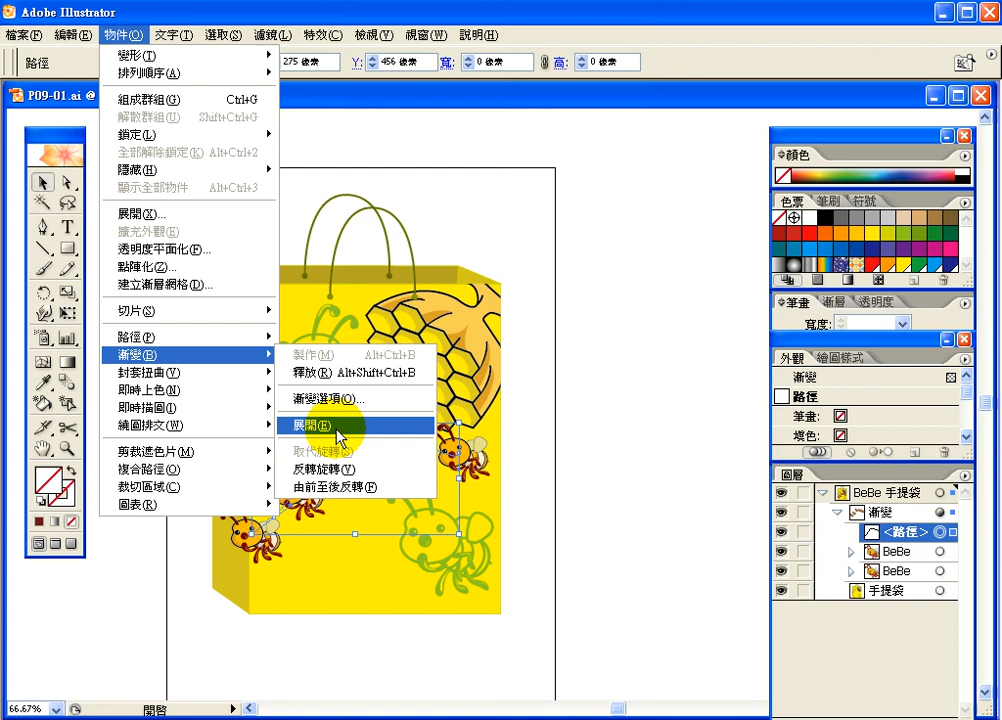 Adobe Illustrator
檔案(F) 編輯(E) 物件(O) 文字(T) 選取(S) 濾鏡(L) 特效(C) 檢視(V) 視窗(W) 說明(H)
路徑
275 像素 Y: 456 像素 寬: 0 像素 高: 0 像素
P09-01.ai @
變形(T)
排列順序(A)
組成群組(G) Ctrl+G
解散群組(U) Shift+Ctrl+G
鎖定(L)
全部解除鎖定(K) Alt+Ctrl+2
隱藏(H)
顯示全部物件 Alt+Ctrl+3
展開(X)...
擴充外觀(E)
透明度平面化(F)...
點陣化(Z)...
建立漸層網格(D)...
切片(S)
路徑(P)
漸變(B)
封套扭曲(Y)
即時上色(N)
即時描圖(I)
繞圖排文(W)
剪裁遮色片(M)
複合路徑(O)
裁切區域(C)
圖表(R)
製作(M) Alt+Ctrl+B
釋放(R) Alt+Shift+Ctrl+B
漸變選項(O)...
展開(E)
取代旋轉(S)
反轉旋轉(V)
由前至後反轉(F)
顏色
色票 筆刷 符號
筆畫 漸層 透明度
寬度:
外觀 繪圖樣式
漸變
路徑
筆畫:
填色:
圖層
BeBe 手提袋
漸變
<路徑>
BeBe
BeBe
手提袋
66.67% 開啟